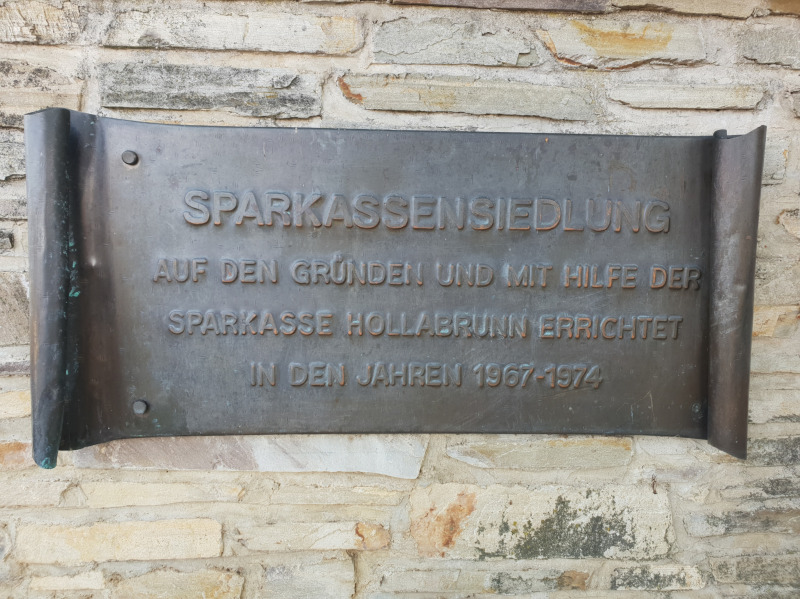 SPARKASSENSIEDLUNG
AUF DEN GRÜNDEN UND MIT HILFE DER
SPARKASSE HOLLABRUNN ERRICHTET
IN DEN JAHREN 1967-1974